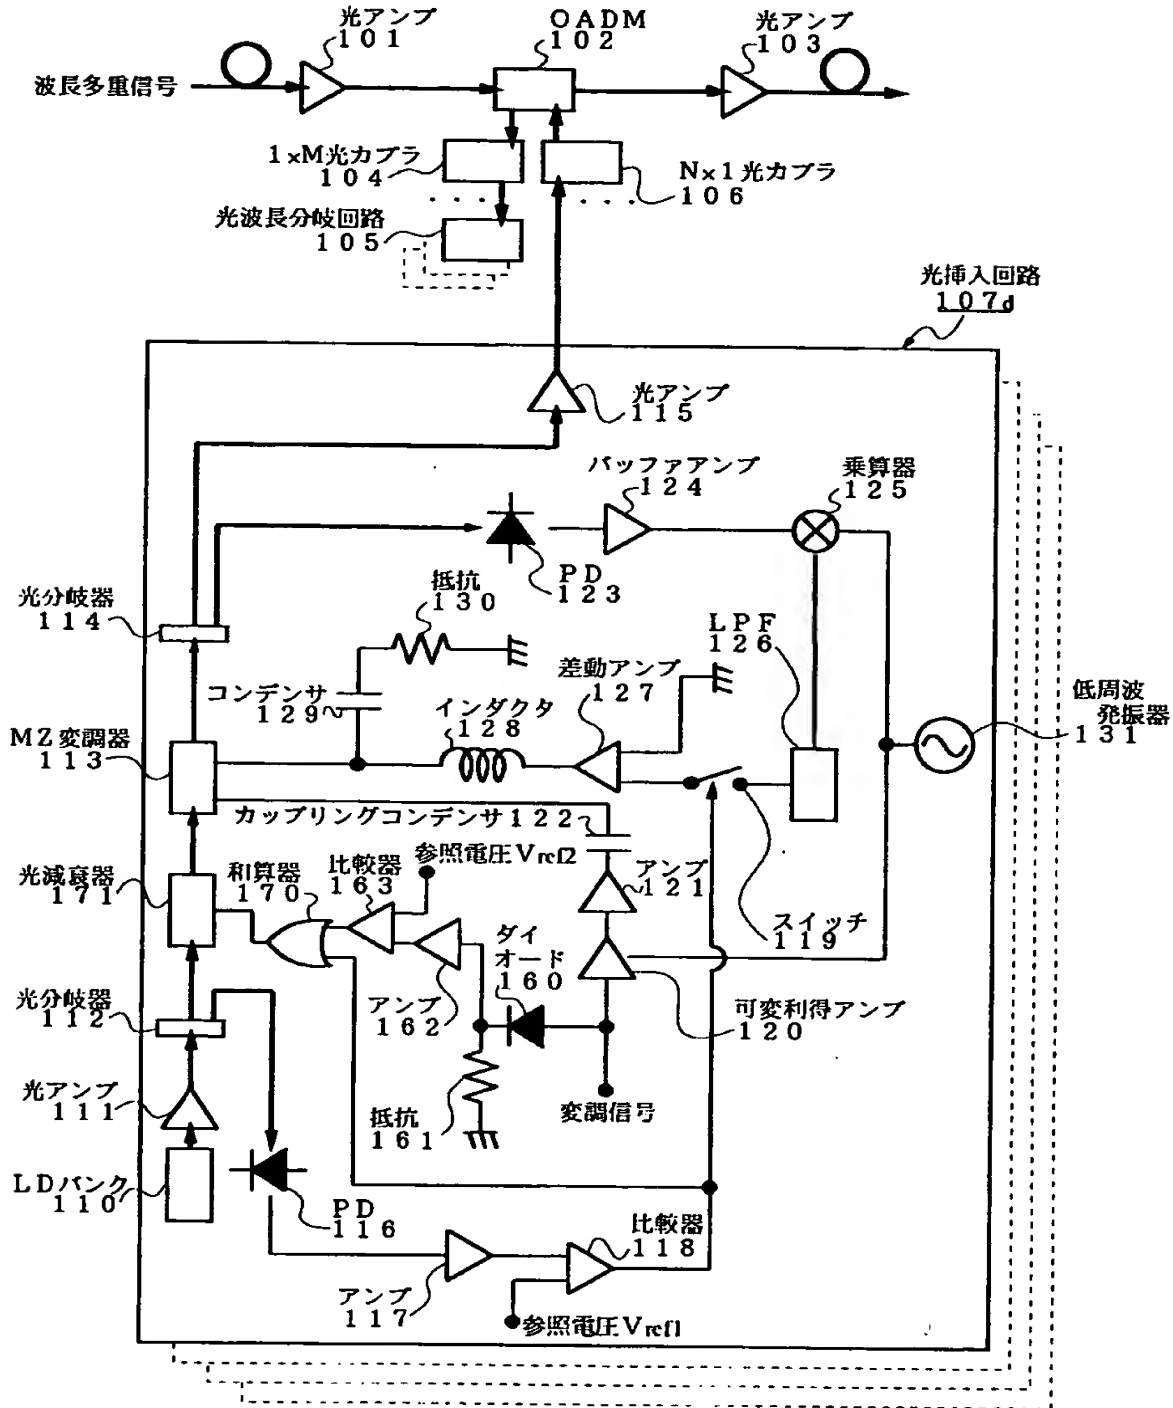 光アンプ
101
OADM
102
光アンプ
103
波長多重信号
1×M光カプラ
104
N×1光カプラ
106
光波長分岐回路
105
光挿入回路
107d
光アンプ
115
バッファアンプ
124
乗算器
125
PD
123
抵抗
130
光分岐器
114
LPF
126
差動アンプ
127
コンデンサ
129
インダクタ
128
低周波
発振器
131
MZ変調器
113
カップリングコンデンサ122
参照電圧Vref2
アンプ
121
光減衰器
171
和算器
170
比較器
163
スイッチ
119
ダイ
オード
160
光分岐器
112
アンプ
162
可変利得アンプ
120
光アンプ
111
抵抗
161
変調信号
LDバンク
110
PD
116
比較器
118
アンプ
117
参照電圧Vref1